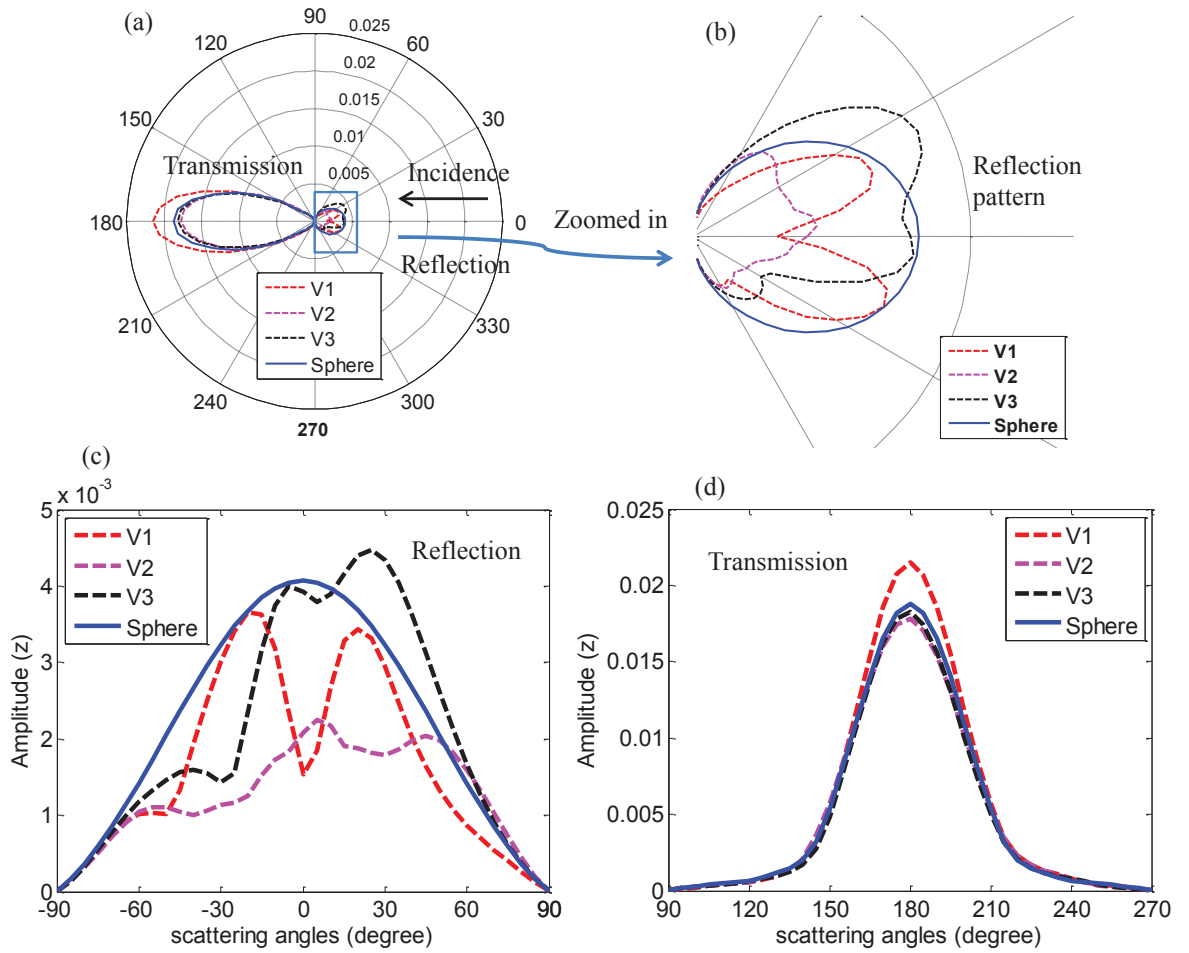 (a)
90
0.025
120
60
0.02
0.015
150
30
0.01
Transmission
0.005
Incidence
180
0
Reflection
210
330
V1
V2
V3
Sphere
240
300
270
Zoomed in
(b)
Reflection
pattern
V1
V2
V3
Sphere
(c)
x 10^-3
5
4
3
2
1
0
Amplitude (z)
V1
V2
V3
Sphere
Reflection
-90
-60
-30
0
30
60
90
scattering angles (degree)
(d)
0.025
0.02
0.015
0.01
0.005
0
Amplitude (z)
Transmission
V1
V2
V3
Sphere
90
120
150
180
210
240
270
scattering angles (degree)